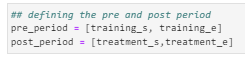 ## defining the pre and post period
pre_period = [training_s, training_e]
post_period = [treatment_s,treatment_e]